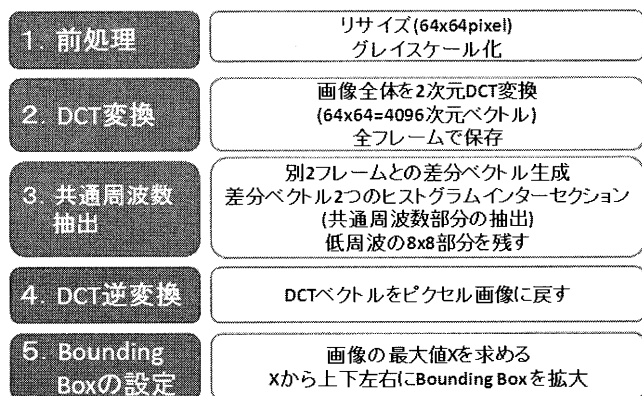 1. 前処理
リサイズ(64x64pixel)
グレイスケール化
2. DCT変換
画像全体を2次元DCT変換
(64x64=4096次元ベクトル)
全フレームで保存
3. 共通周波数
抽出
別2フレームとの差分ベクトル生成
差分ベクトル2つのヒストグラムインターセクション
(共通周波数部分の抽出)
低周波の8x8部分を残す
4. DCT逆変換
DCTベクトルをピクセル画像に戻す
5. Bounding
Boxの設定
画像の最大値Xを求める
Xから上下左右にBounding Boxを拡大